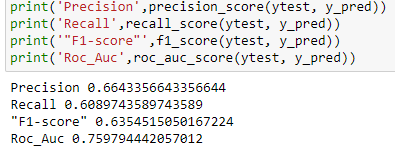 print('Precision',precision_score(ytest, y_pred))
print('Recall',recall_score(ytest, y_pred))
print('"F1-score"',f1_score(ytest, y_pred))
print('Roc_Auc',roc_auc_score(ytest, y_pred))
Precision 0.6643356643356644
Recall 0.6089743589743589
"F1-score" 0.6354515050167224
Roc_Auc 0.759794442057012